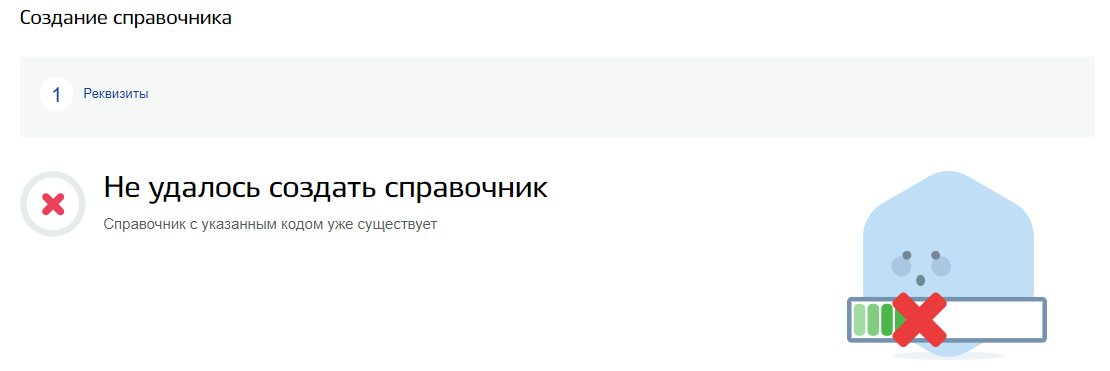 Создание справочника
1 Реквизиты
Не удалось создать справочник
Справочник с указанным кодом уже существует